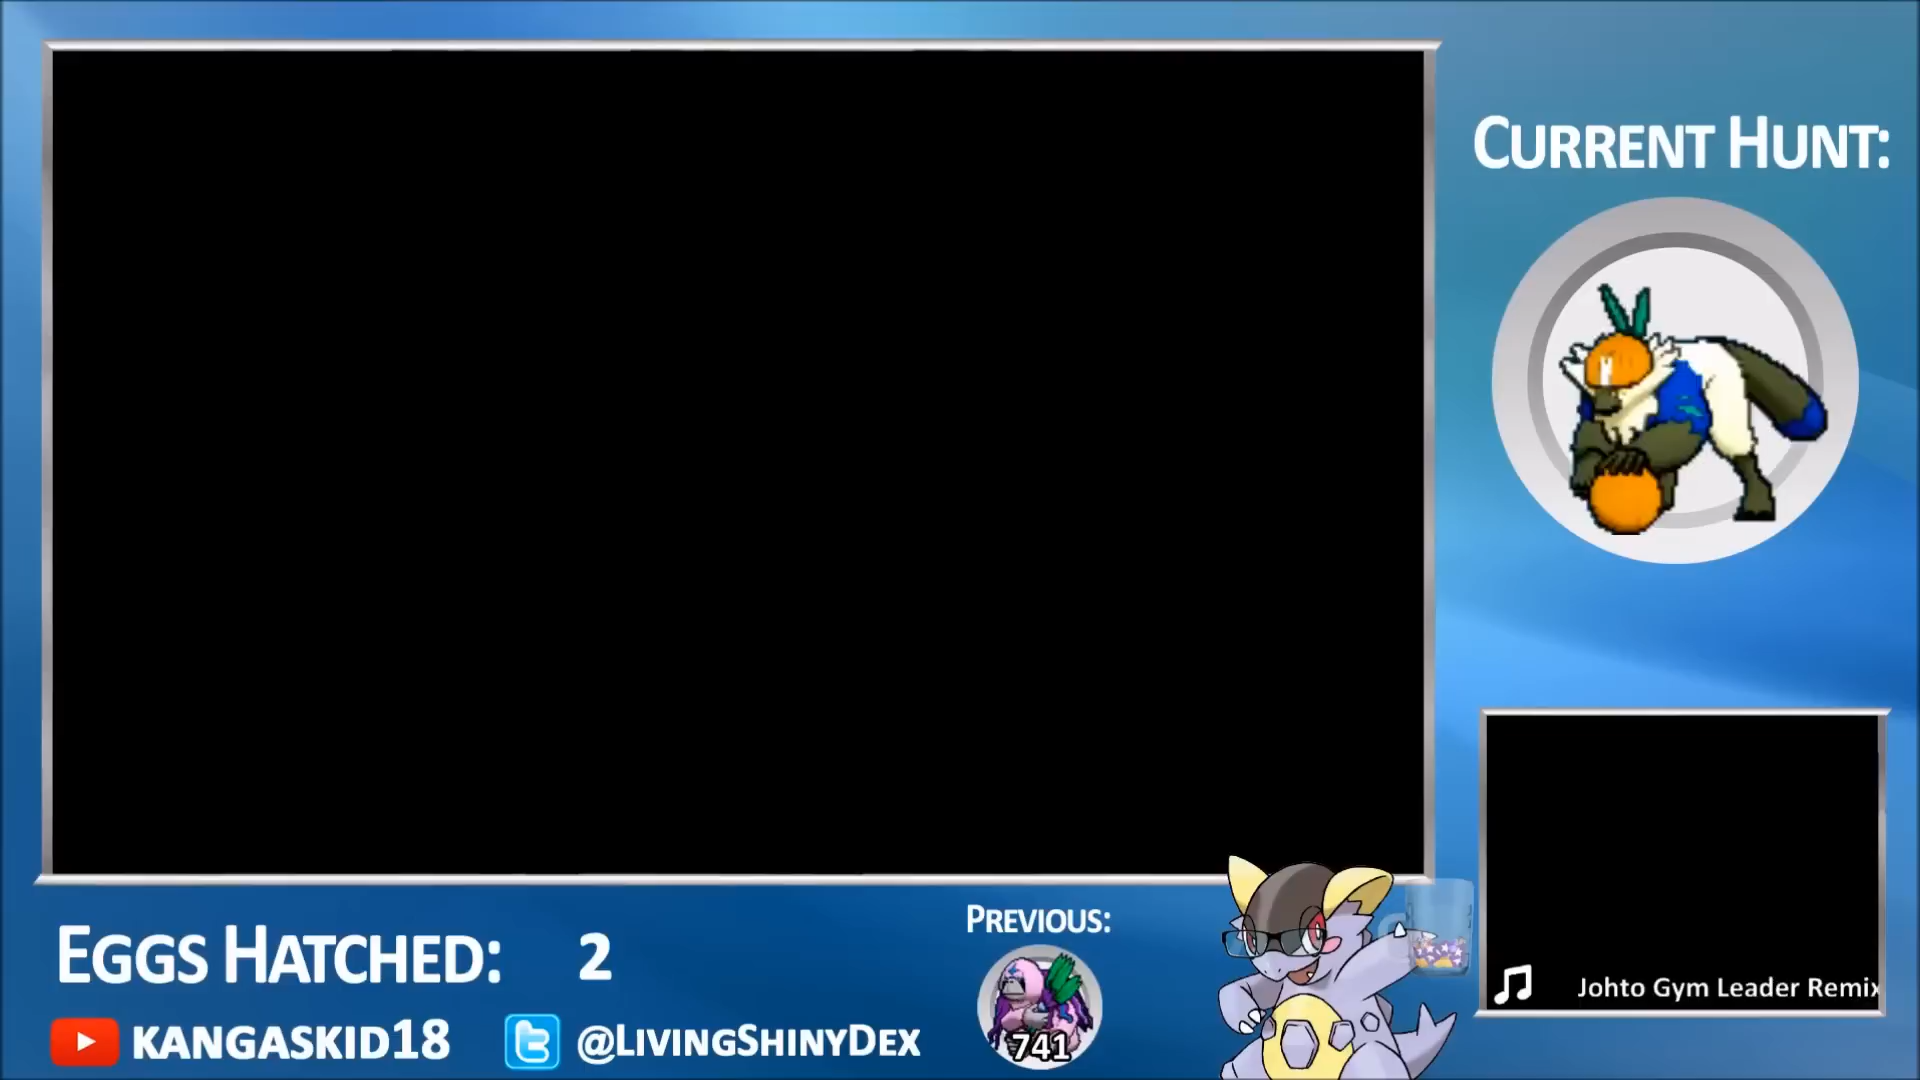 CURRENT HUNT:
Johto Gym Leader Remix
EGGS HATCHED: 2
PREVIOUS:
741
KANGASKID18
@LIVINGSHINYDEX